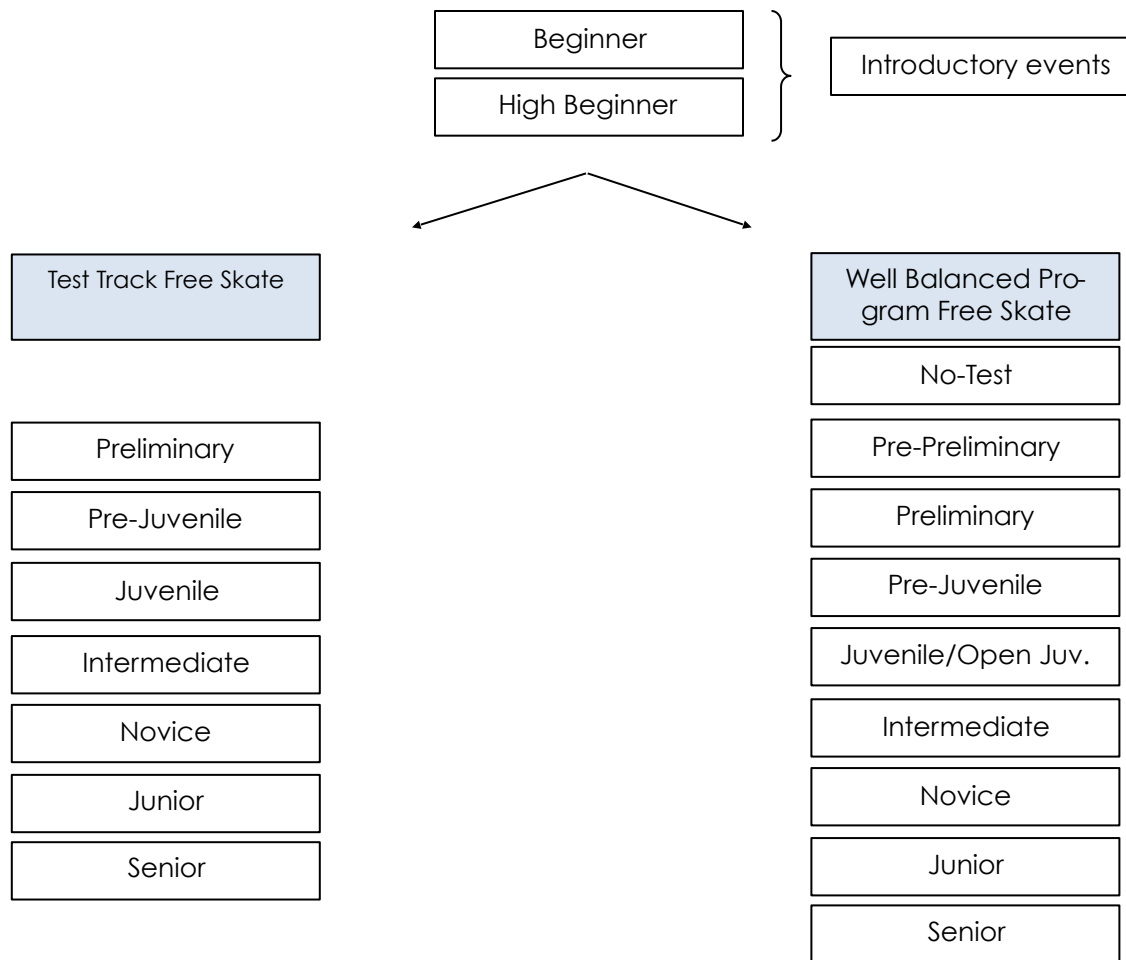 Beginner
High Beginner
Introductory events
Test Track Free Skate
Preliminary
Pre-Juvenile
Juvenile
Intermediate
Novice
Junior
Senior
Well Balanced Pro-
gram Free Skate
No-Test
Pre-Preliminary
Preliminary
Pre-Juvenile
Juvenile/Open Juv.
Intermediate
Novice
Junior
Senior